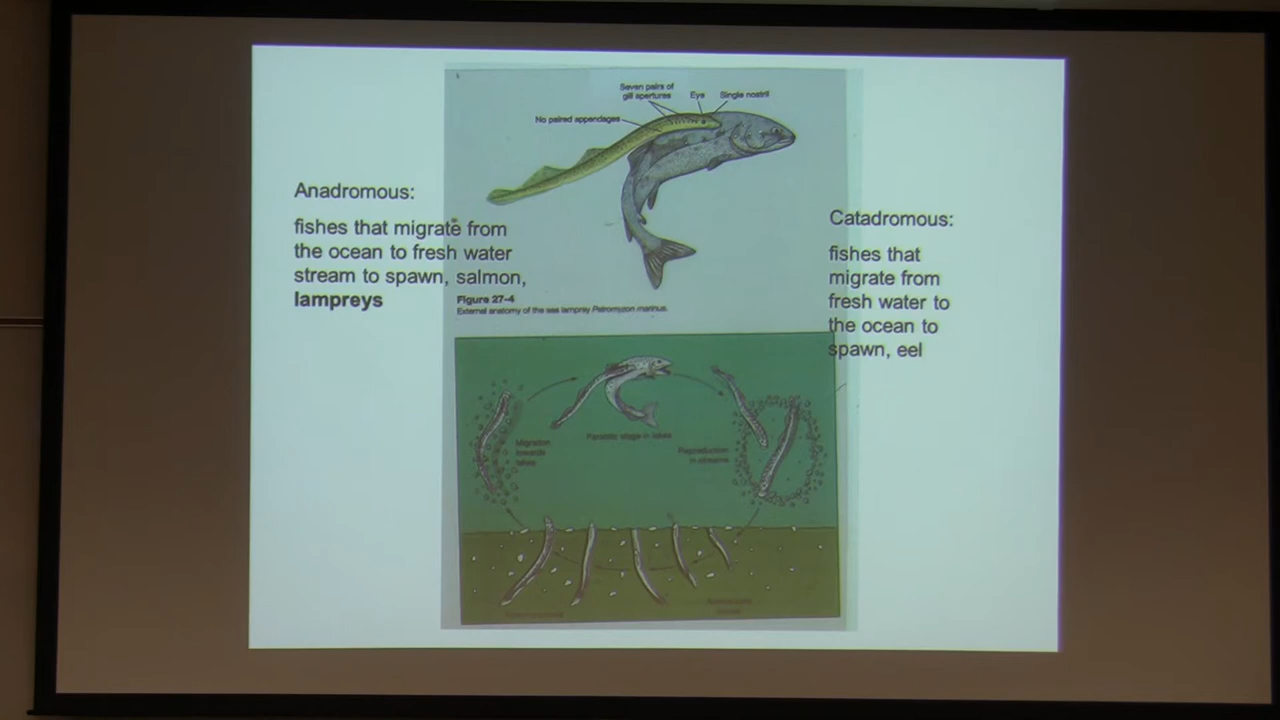 Seven pairs of
gill apertures
Eye
Single nostril
No paired appendages
Anadromous:
fishes that migrate from
the ocean to fresh water
stream to spawn, salmon,
lampreys
Catadromous:
fishes that
migrate from
fresh water to
the ocean to
spawn, eel
Figure 27-4
External anatomy of the sea lamprey Petromyzon marinus.
Parasitic stage in lakes
Migration
towards
lakes
Reproduction
in streams